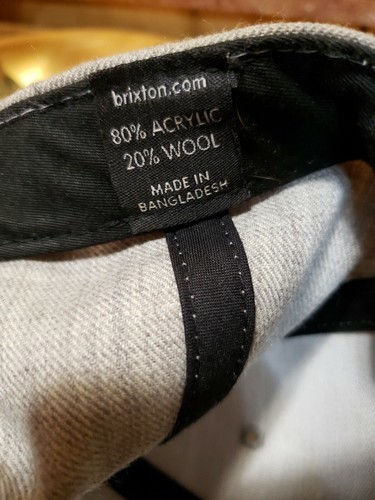 brixton.com
80% ACRYLIC
20% WOOL
MADE IN
BANGLADESH